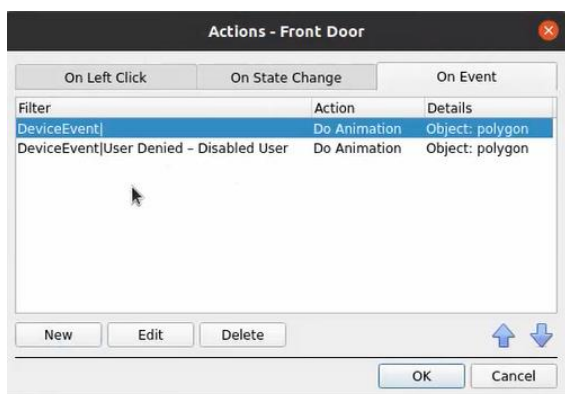 Actions - Front Door
On Left Click On State Change On Event
Filter Action Details
DeviceEvent| Do Animation Object: polygon
DeviceEvent|User Denied – Disabled User Do Animation Object: polygon
New Edit Delete
OK Cancel